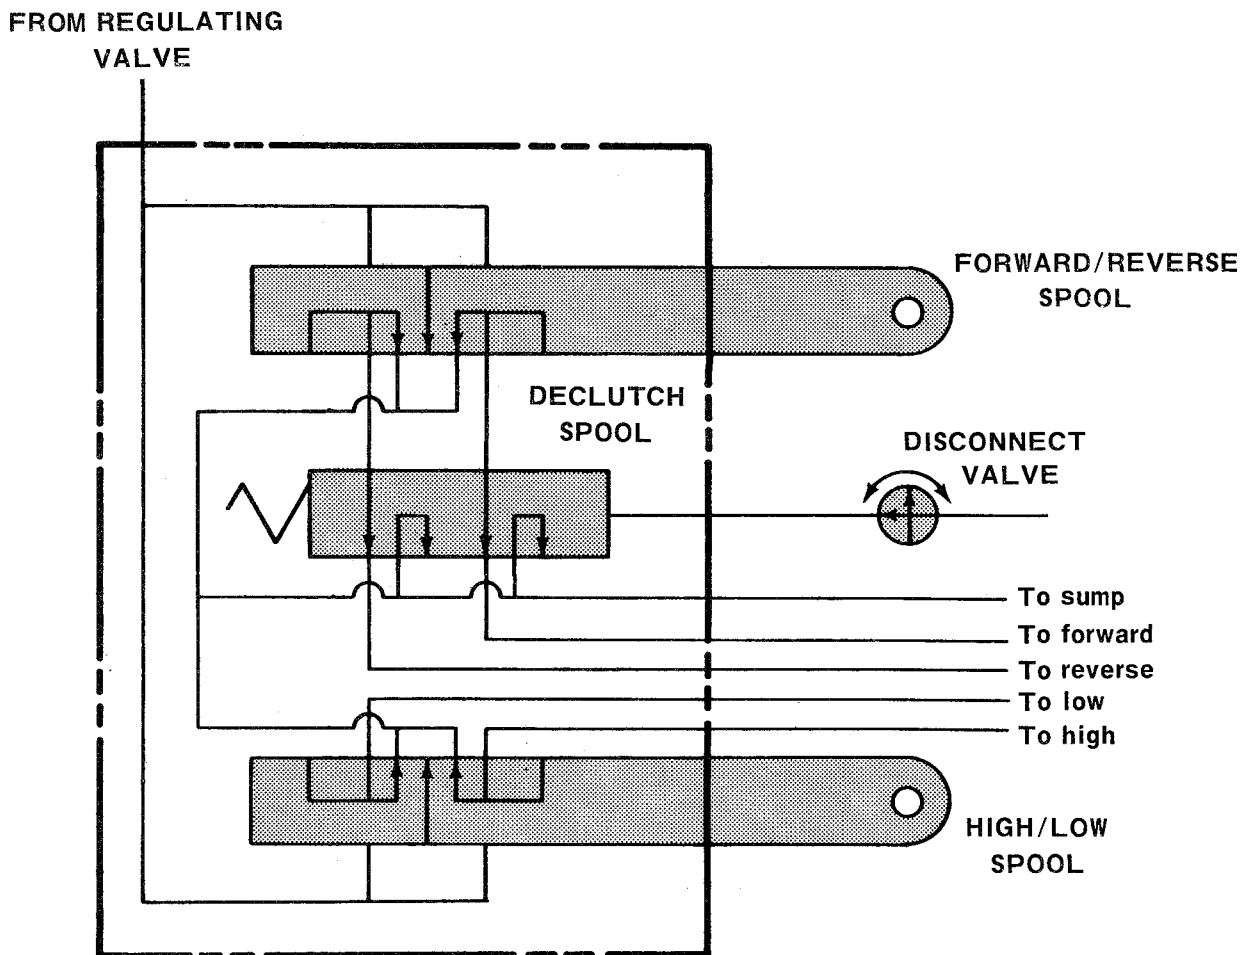 FROM REGULATING
VALVE
FORWARD/REVERSE
SPOOL
DECLUTCH
SPOOL
DISCONNECT
VALVE
To sump
To forward
To reverse
To low
To high
HIGH/LOW
SPOOL